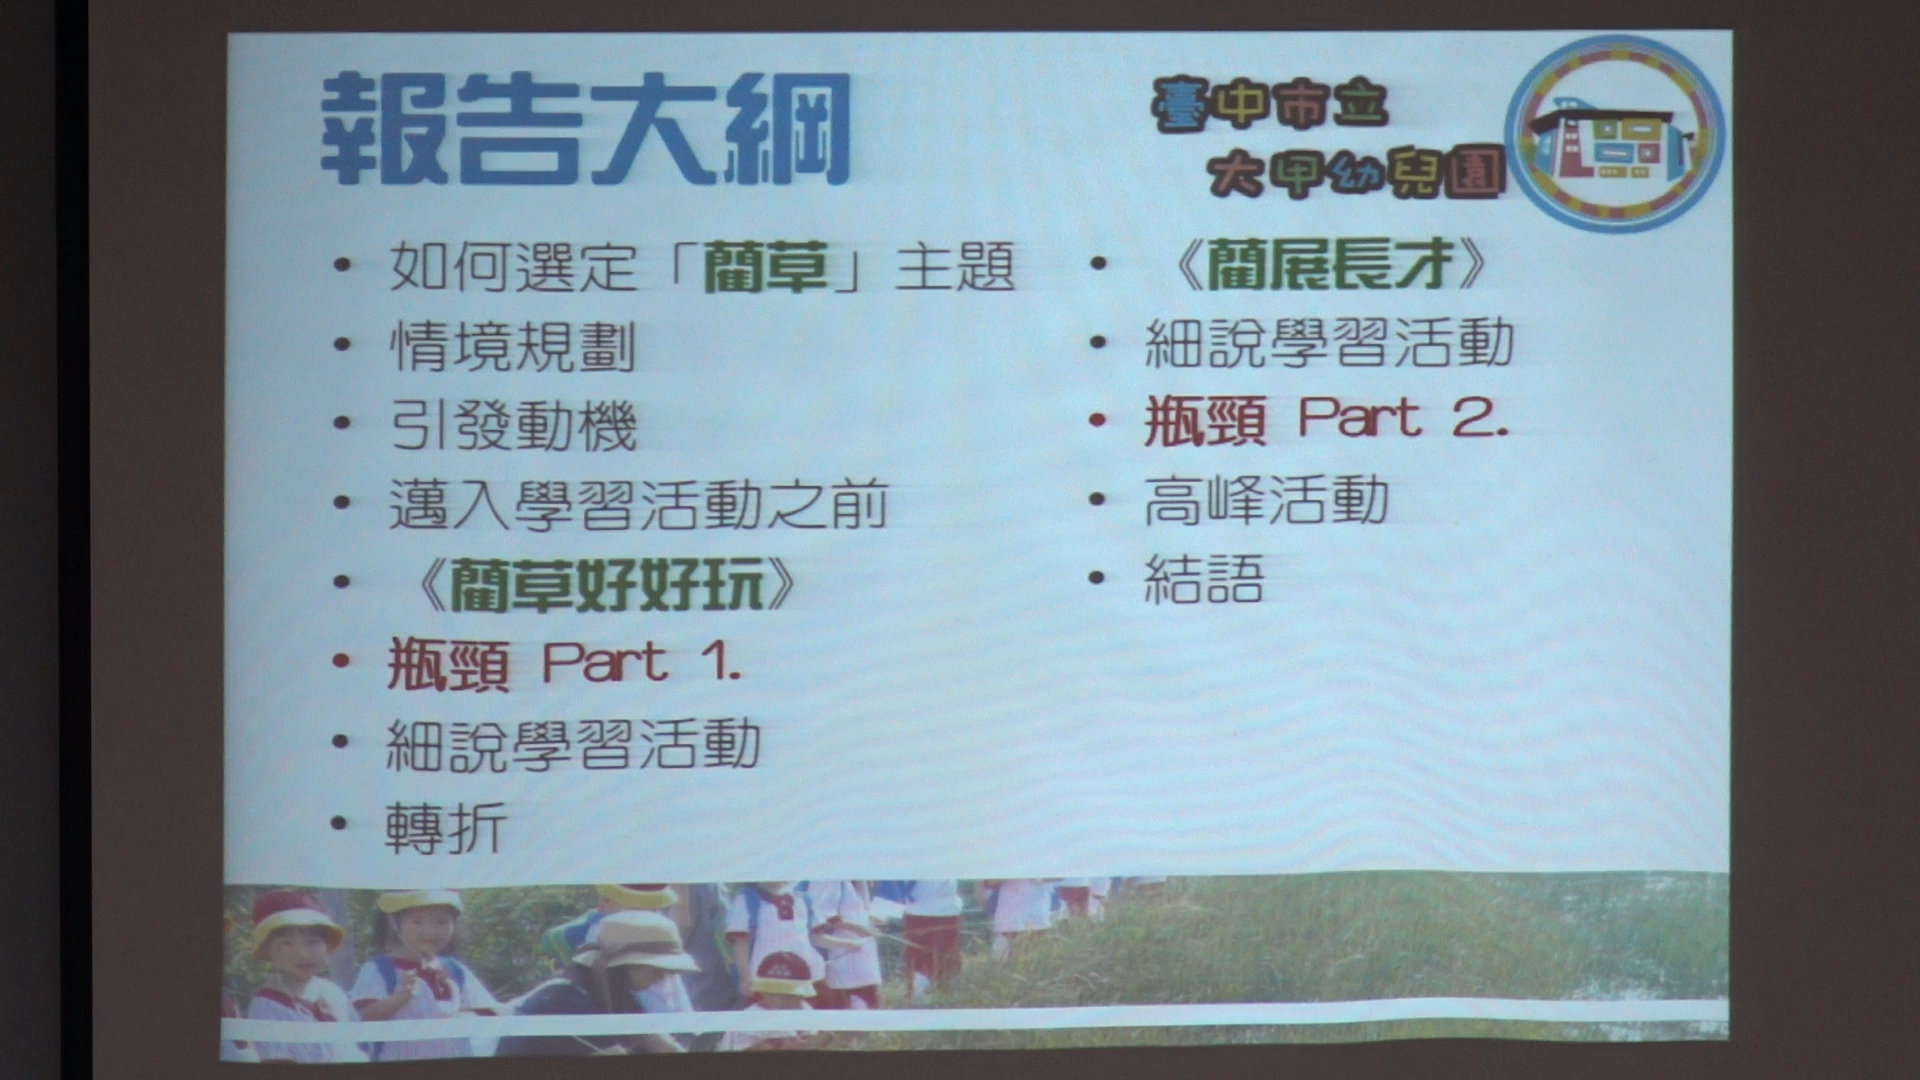 報告大綱
臺中市立
大甲幼兒園
• 如何選定「藺草」主題
• 情境規劃
• 引發動機
• 邁入學習活動之前
• 《藺草好好玩》
• 瓶頸 Part 1.
• 細說學習活動
• 轉折
• 《藺展長才》
• 細說學習活動
• 瓶頸 Part 2.
• 高峰活動
• 結語